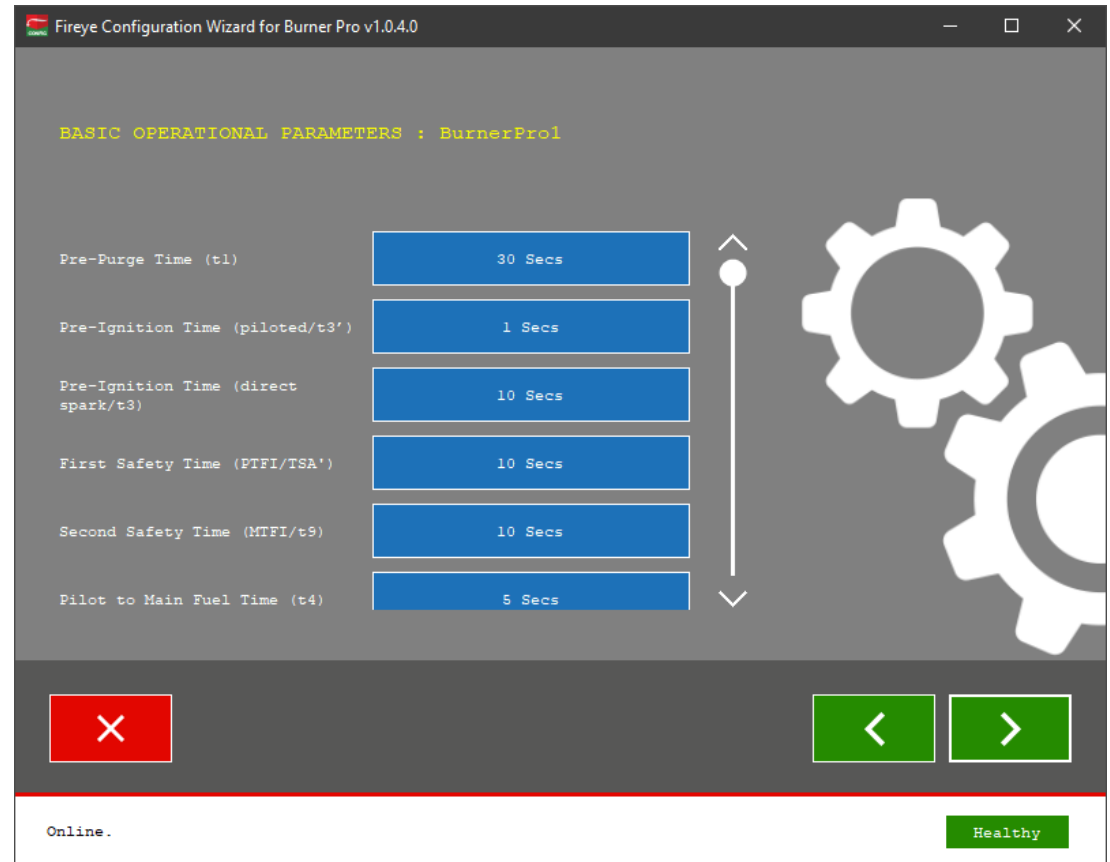 Fireye Configuration Wizard for Burner Pro v1.0.4.0
BASIC OPERATIONAL PARAMETERS : BurnerPro1
Pre-Purge Time (t1)
30 Secs
Pre-Ignition Time (piloted/t3′)
1 Secs
Pre-Ignition Time (direct
spark/t3)
10 Secs
First Safety Time (PTFI/TSA')
10 Secs
Second Safety Time (MTFI/t9)
10 Secs
Pilot to Main Fuel Time (t4)
5 Secs
Online.
Healthy